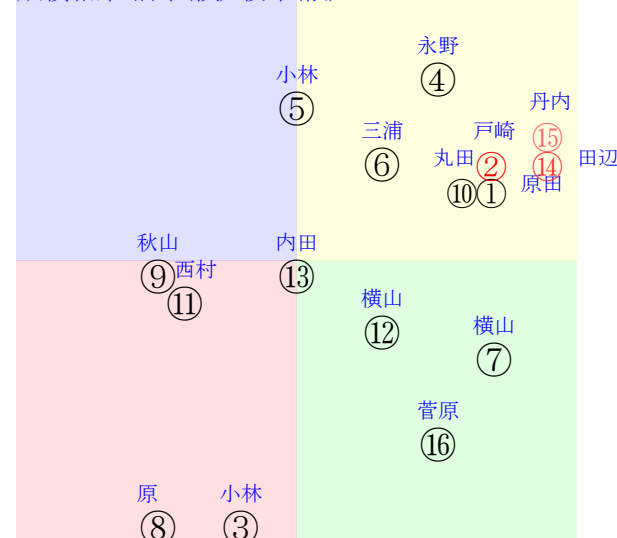 永野
小林 ④
⑤ 丹内
三浦 戸崎 ⑮
⑥ 丸田 ② ⑭ 田辺
⑩ ① 原田
秋山 内田
⑨ 西村 ⑬
⑪ 横山
⑫ 横山
⑦
菅原
⑯
原 小林
⑧ ③